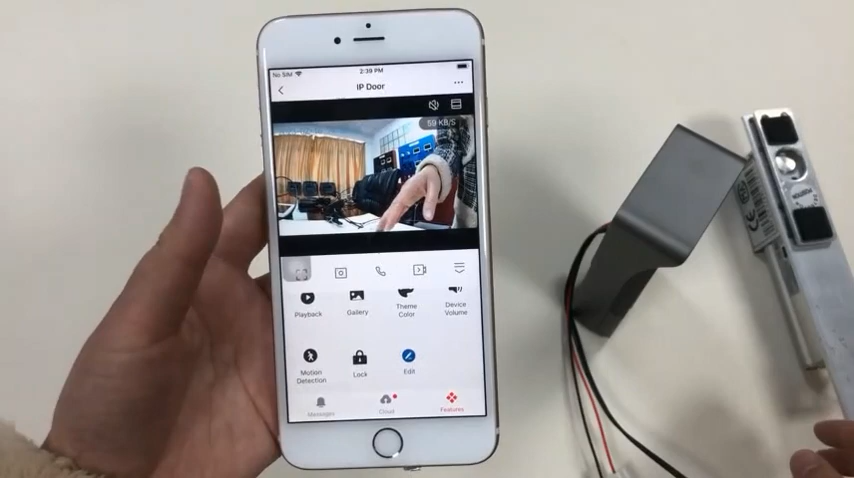 No SIM
2:39 PM
IP Door
59 KB/S
Playback
Gallery
Theme
Color
Device
Volume
Motion
Detection
Lock
Edit
Messages
Cloud
Features
CE